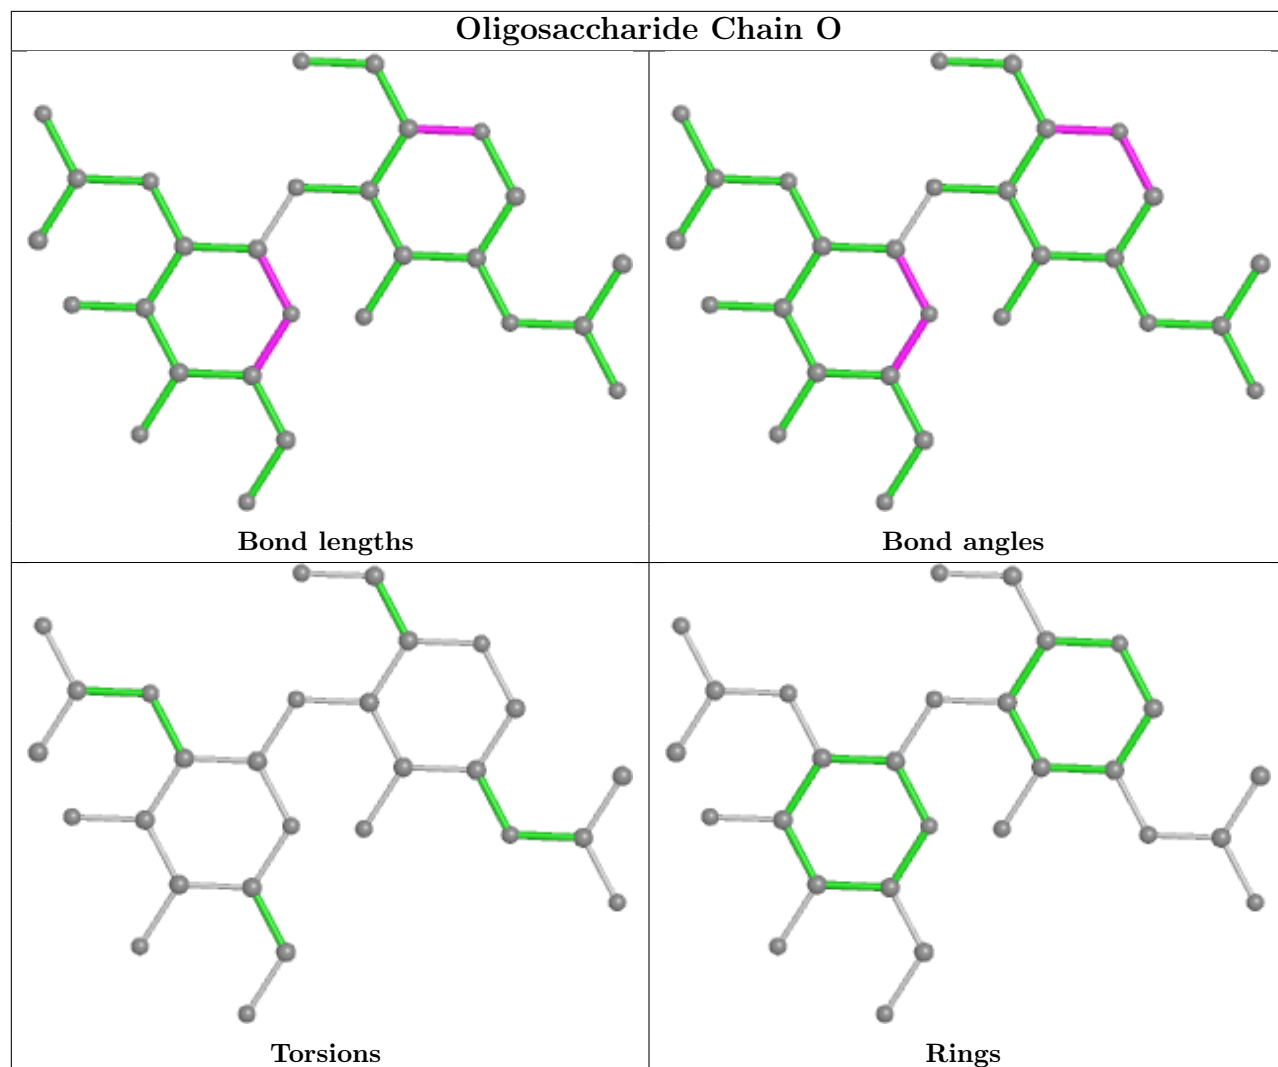 Oligosaccharide Chain O
Bond lengths
Bond angles
Torsions
Rings